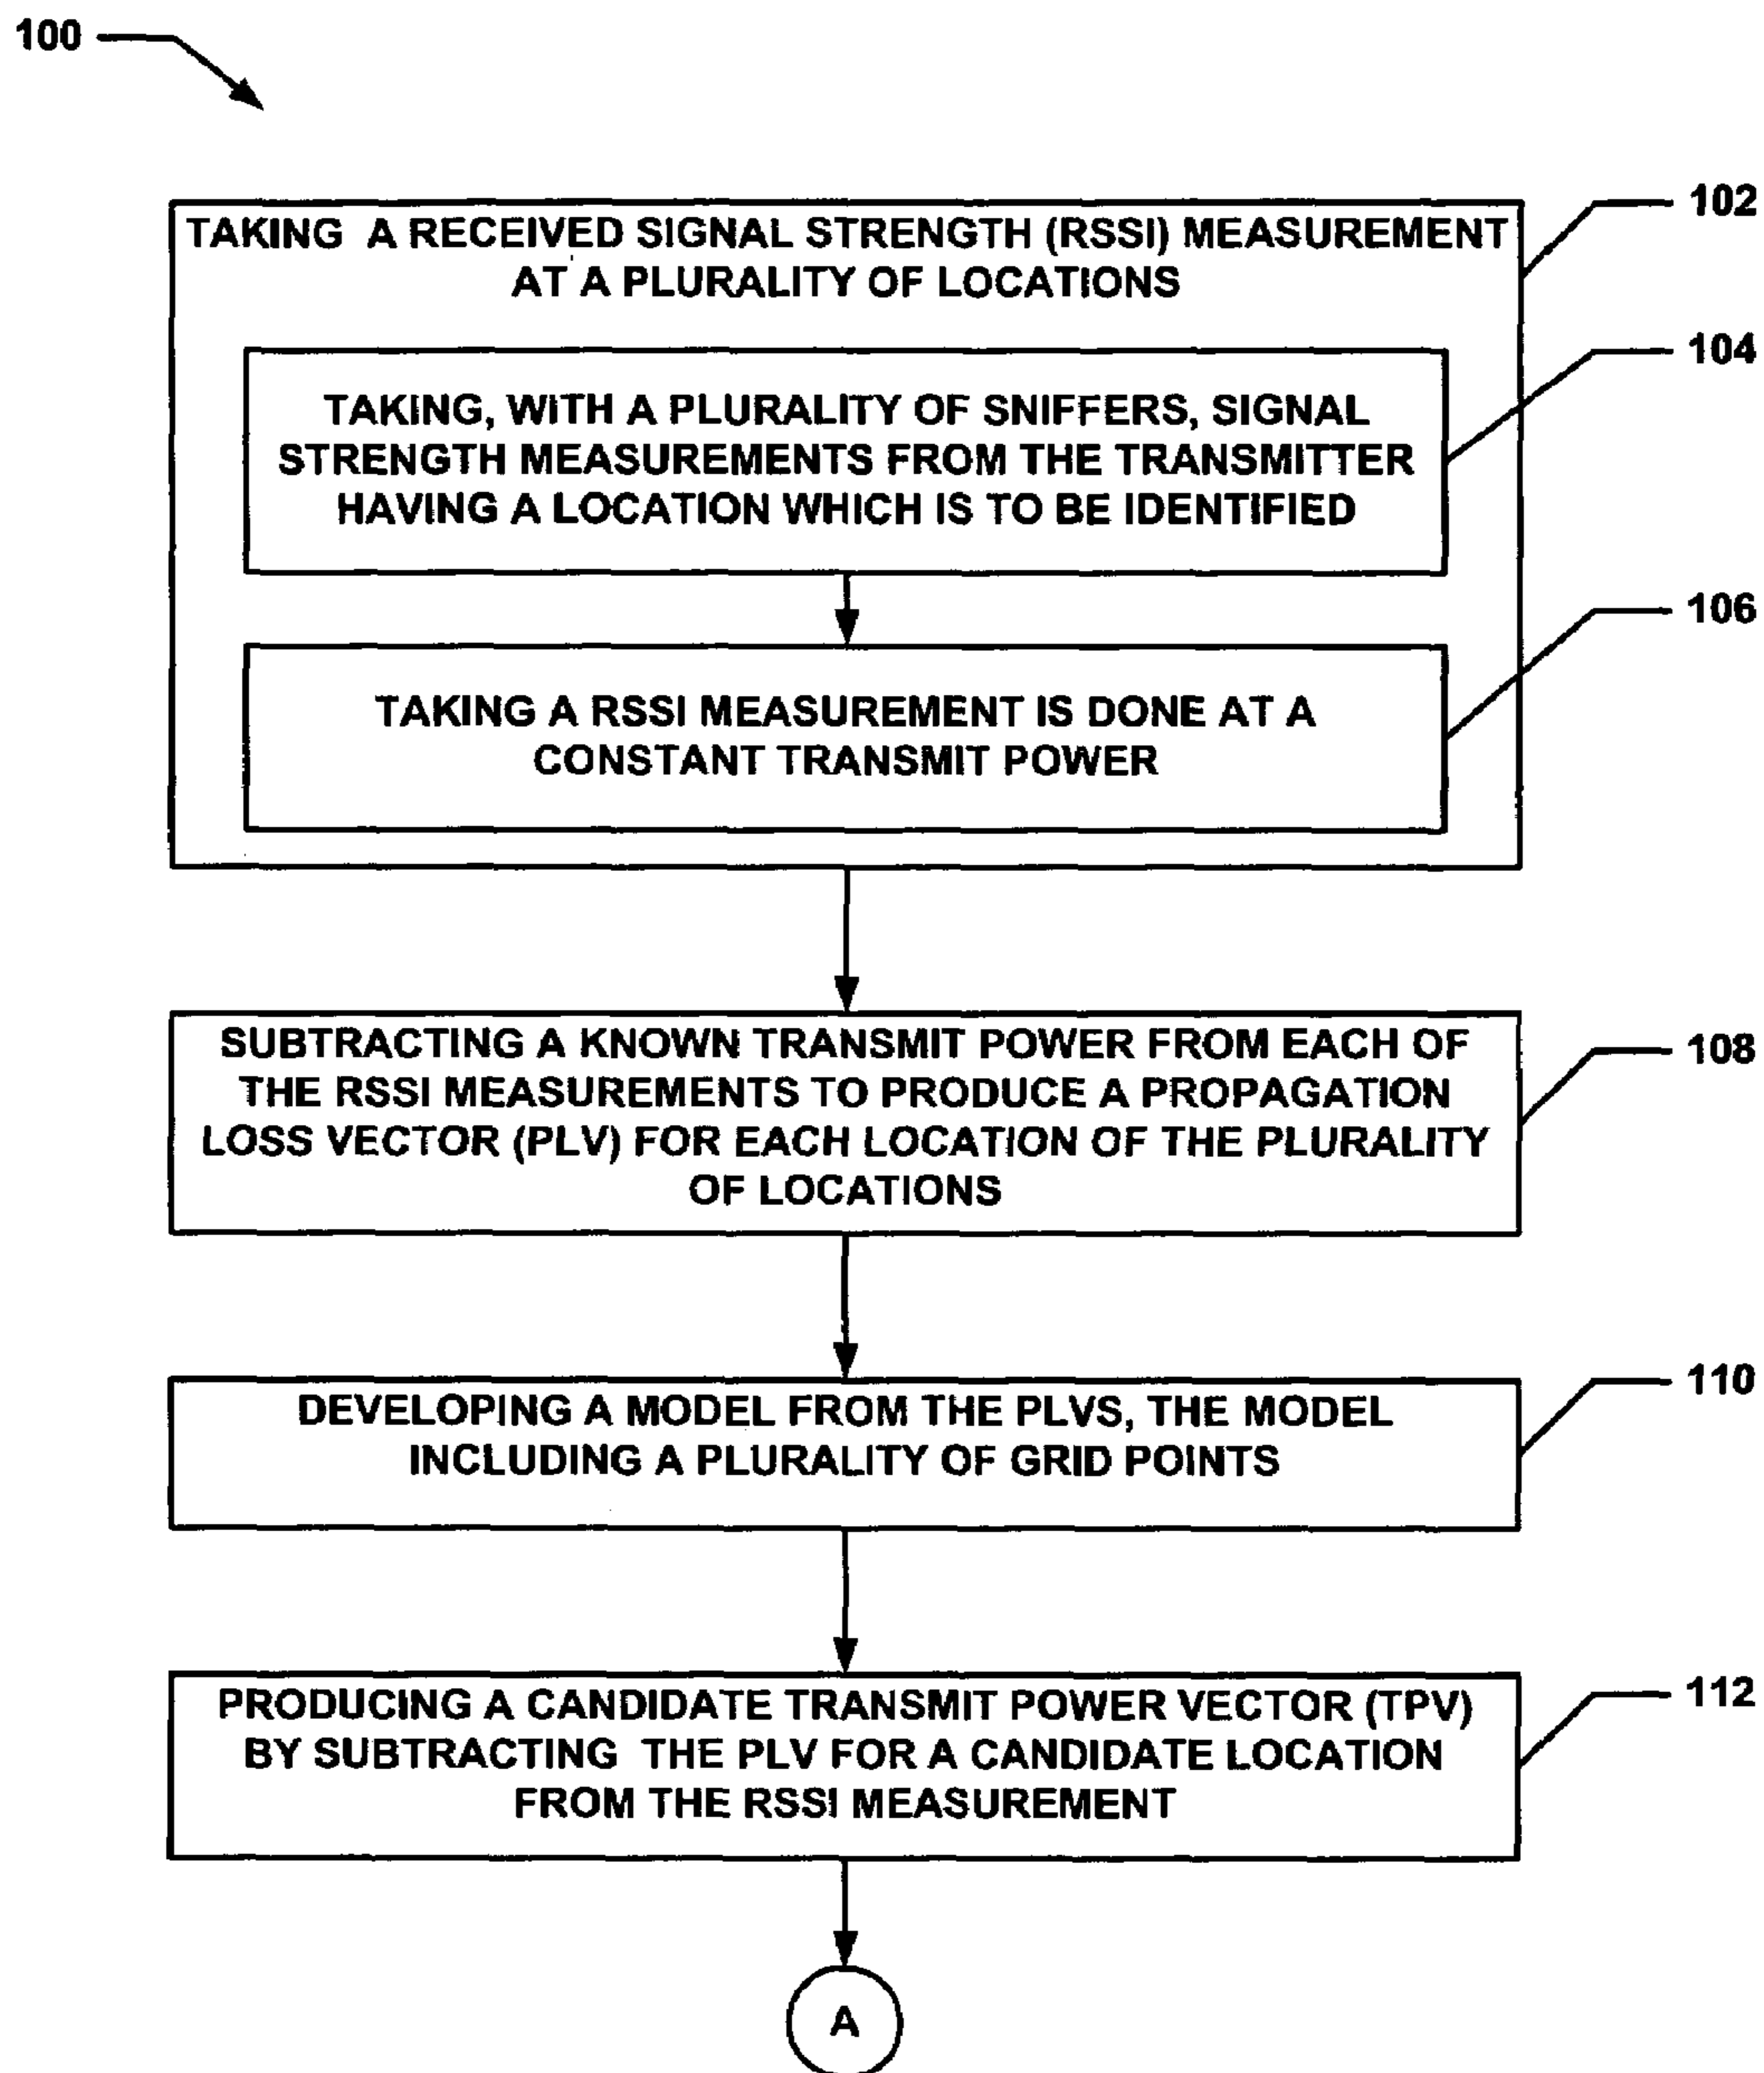 100
102
TAKING A RECEIVED SIGNAL STRENGTH (RSSI) MEASUREMENT
AT A PLURALITY OF LOCATIONS
104
TAKING, WITH A PLURALITY OF SNIFFERS, SIGNAL
STRENGTH MEASUREMENTS FROM THE TRANSMITTER
HAVING A LOCATION WHICH IS TO BE IDENTIFIED
106
TAKING A RSSI MEASUREMENT IS DONE AT A
CONSTANT TRANSMIT POWER
108
SUBTRACTING A KNOWN TRANSMIT POWER FROM EACH OF
THE RSSI MEASUREMENTS TO PRODUCE A PROPAGATION
LOSS VECTOR (PLV) FOR EACH LOCATION OF THE PLURALITY
OF LOCATIONS
110
DEVELOPING A MODEL FROM THE PLVS, THE MODEL
INCLUDING A PLURALITY OF GRID POINTS
112
PRODUCING A CANDIDATE TRANSMIT POWER VECTOR (TPV)
BY SUBTRACTING THE PLV FOR A CANDIDATE LOCATION
FROM THE RSSI MEASUREMENT
A